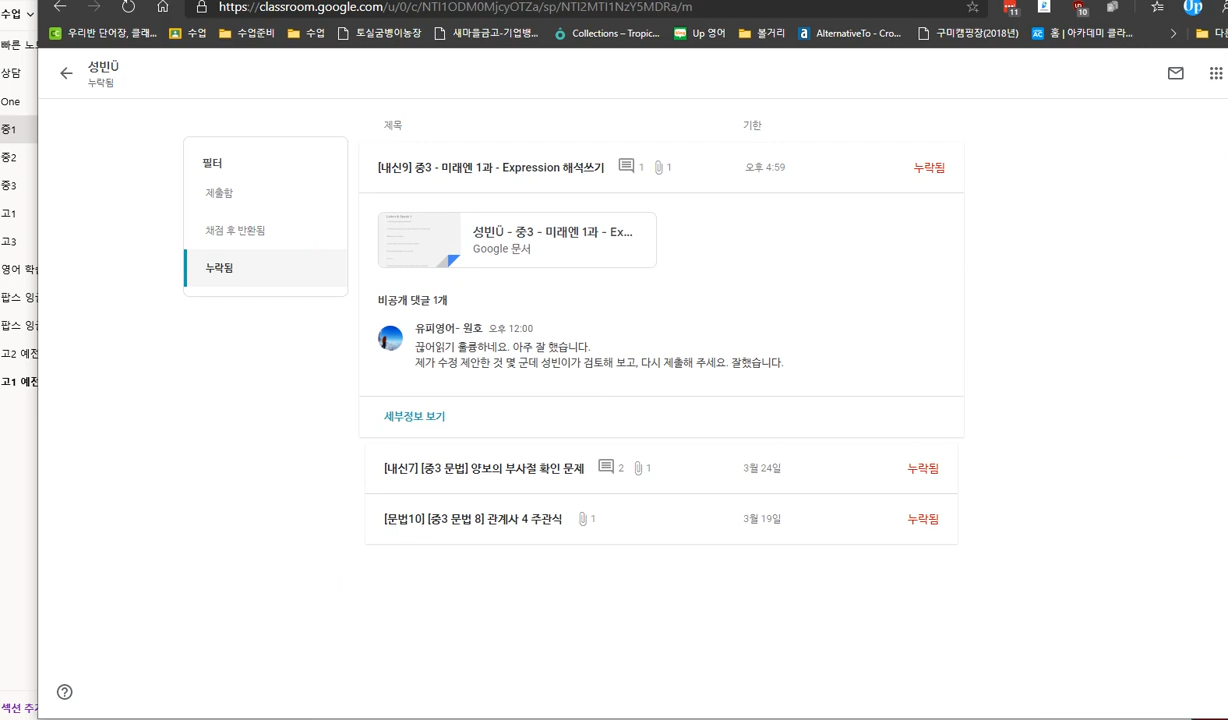 수업
https://classroom.google.com/u/0/c/NTI1ODM0MjcyOTZa/sp/NTI2MTI1NzY5MDRa/m
11
10
Up
우리반 단어장, 클래...
수업
수업준비
수업
토실굼벵이농장
새마을금고-기업뱅...
Collections – Tropic...
Up 영어
볼거리
AlternativeTo - Cro...
구미캠핑장(2018년)
홈 | 아카데미 클라...
빠른 노
상담
One
중1
중2
중3
고1
고3
영어 학
팝스 잉
팝스 잉
고2 예전
고1 예전
섹션 추
성빈Ü
누락됨
필터
제출함
채점 후 반환됨
누락됨
제목 기한
[내신9] 중3 - 미래엔 1과 - Expression 해석쓰기 1 1 오후 4:59 누락됨
성빈Ü - 중3 - 미래엔 1과 - Ex...
Google 문서
비공개 댓글 1개
유피영어- 원호 오후 12:00
끊어읽기 훌륭하네요. 아주 잘 했습니다.
제가 수정 제안한 것 몇 군데 성빈이가 검토해 보고, 다시 제출해 주세요. 잘했습니다.
세부정보 보기
[내신7] [중3 문법] 양보의 부사절 확인 문제 2 1 3월 24일 누락됨
[문법10] [중3 문법 8] 관계사 4 주관식 1 3월 19일 누락됨